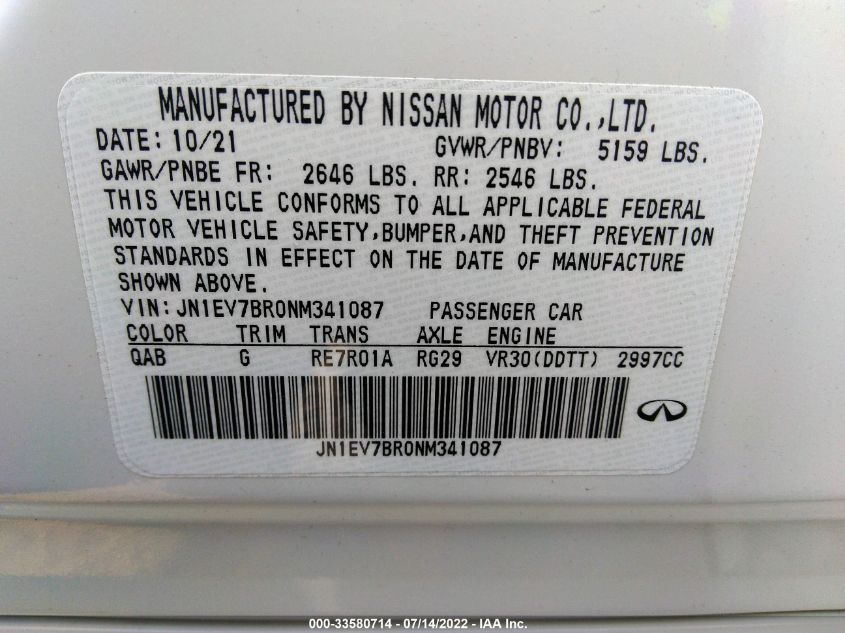 MANUFACTURED BY NISSAN MOTOR CO.,LTD.
DATE: 10/21 GVWR/PNBV: 5159 LBS.
GAWR/PNBE FR: 2646 LBS. RR: 2546 LBS.
THIS VEHICLE CONFORMS TO ALL APPLICABLE FEDERAL
MOTOR VEHICLE SAFETY,BUMPER,AND THEFT PREVENTION
STANDARDS IN EFFECT ON THE DATE OF MANUFACTURE
SHOWN ABOVE.
VIN:JN1EV7BR0NM341087 PASSENGER CAR
COLOR TRIM TRANS AXLE ENGINE
QAB G RE7R01A RG29 VR30(DDTT) 2997CC
JN1EV7BR0NM341087
000-33580714 - 07/14/2022 - IAA Inc.